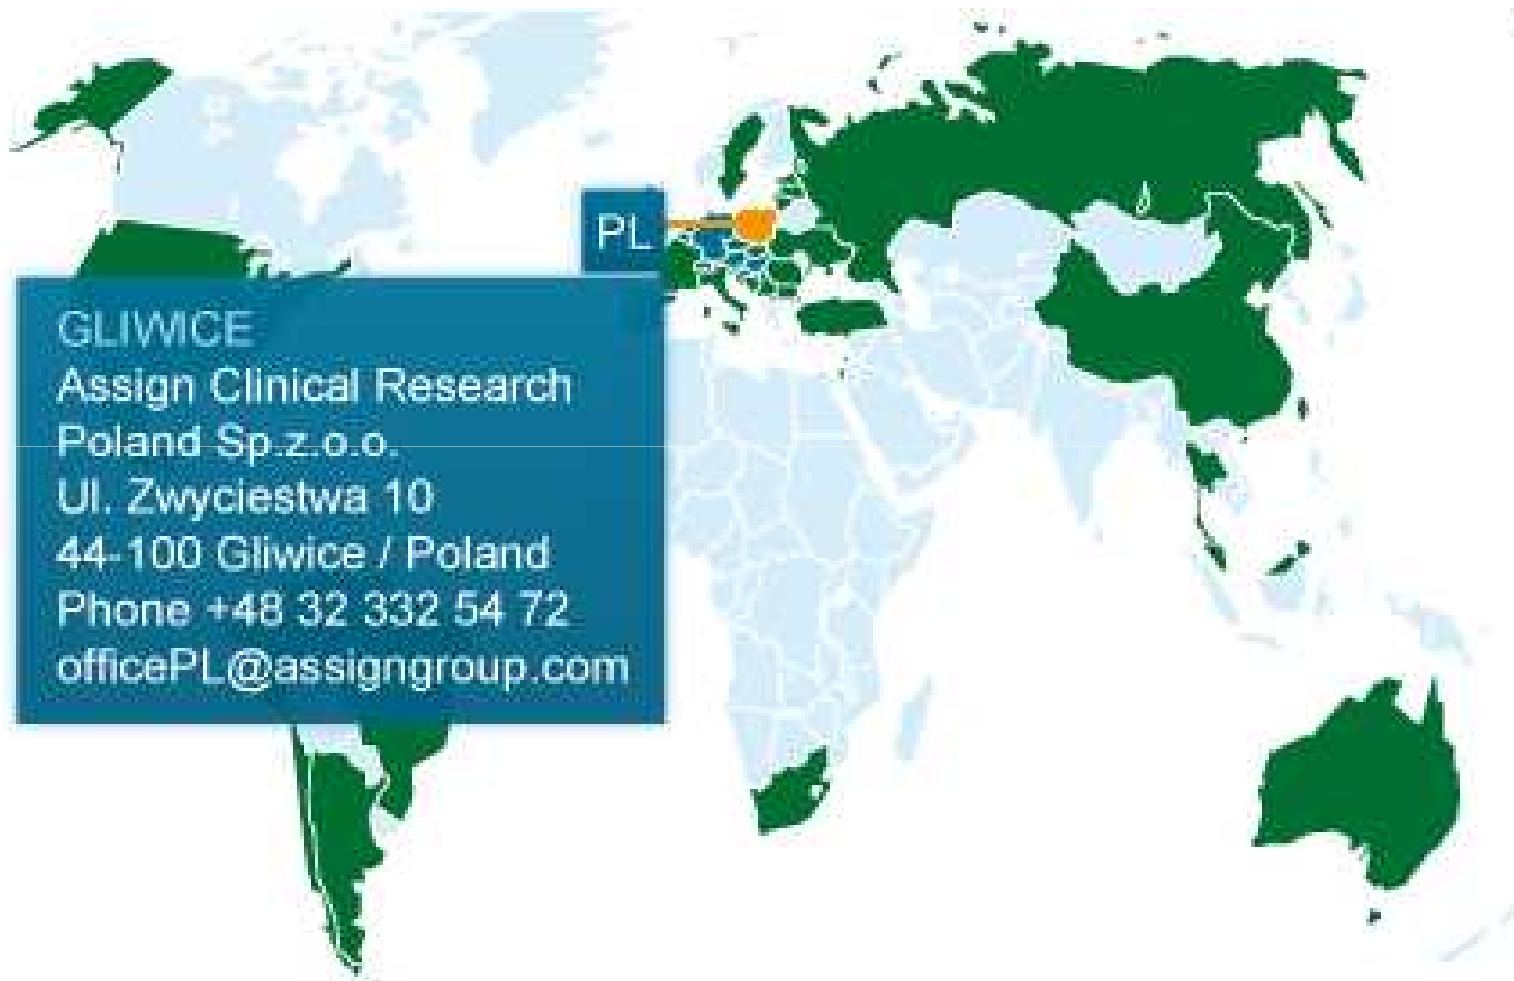 PL
GLIWICE
Assign Clinical Research
Poland Sp.z.o.o.
Ul. Zwyciestwa 10
44-100 Gliwice / Poland
Phone +48 32 332 54 72
officePL@assigngroup.com